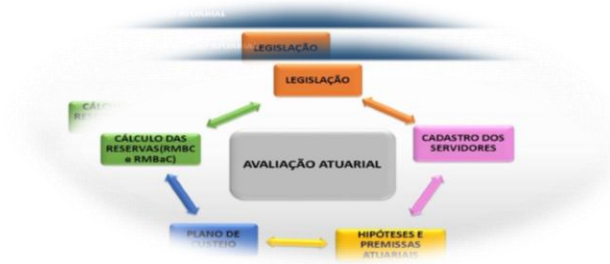 LEGISLAÇÃO
LEGISLAÇÃO
CÁLCULO DAS
RESERVAS(RMBC
e RMBaC)
CADASTRO DOS
SERVIDORES
AVALIAÇÃO ATUARIAL
PLANO DE
CUSTEIO
HIPÓTESES E
PREMISSAS
ATUARIAIS